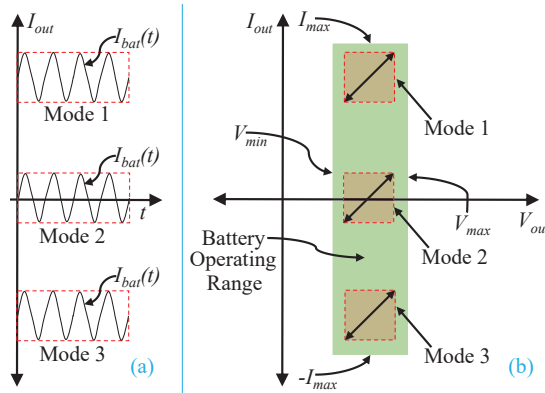 I_out
I_bat(t)
Mode 1
I_bat(t)
t
Mode 2
I_bat(t)
Mode 3
(a)
I_out
I_max
Mode 1
V_min
V_max
V_ou
Battery
Operating
Range
Mode 2
Mode 3
-I_max
(b)